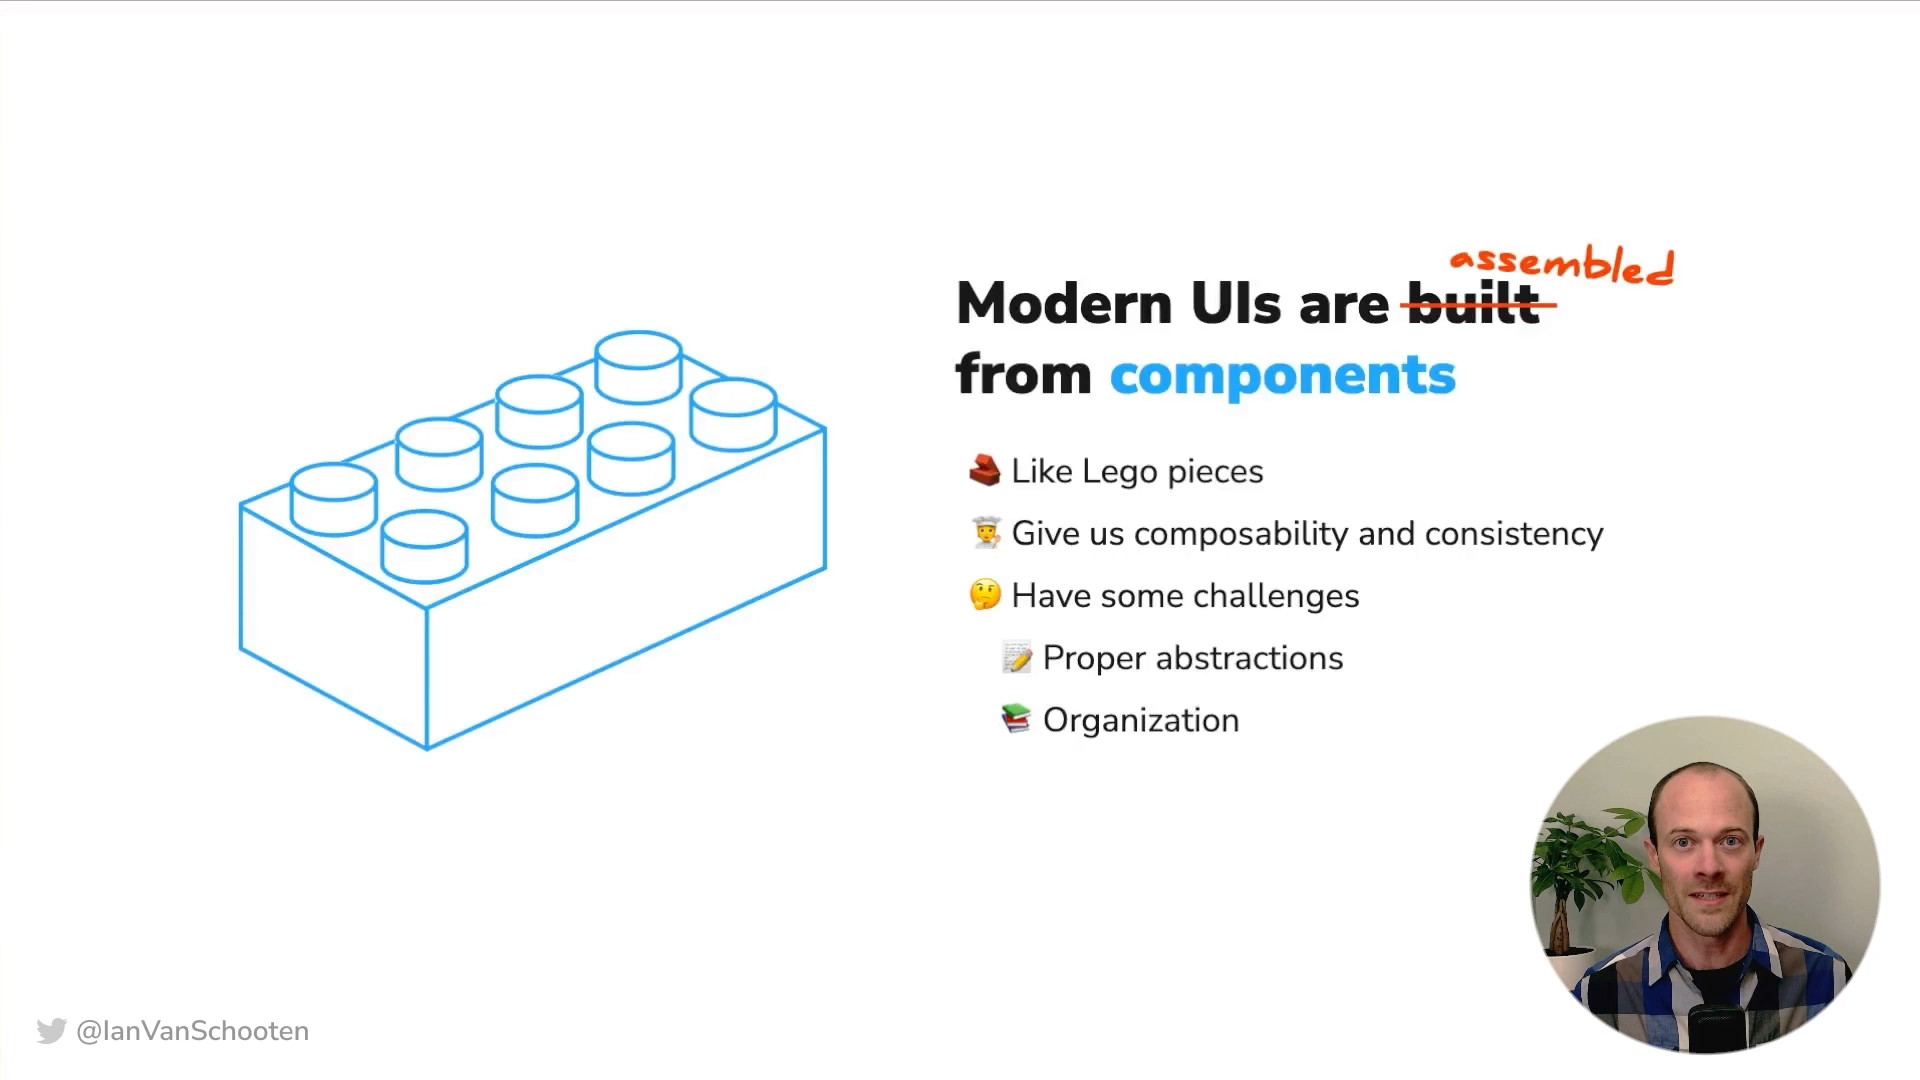 assembled
Modern UIs are built
from components
Like Lego pieces
Give us composability and consistency
Have some challenges
Proper abstractions
Organization
@IanVanSchooten